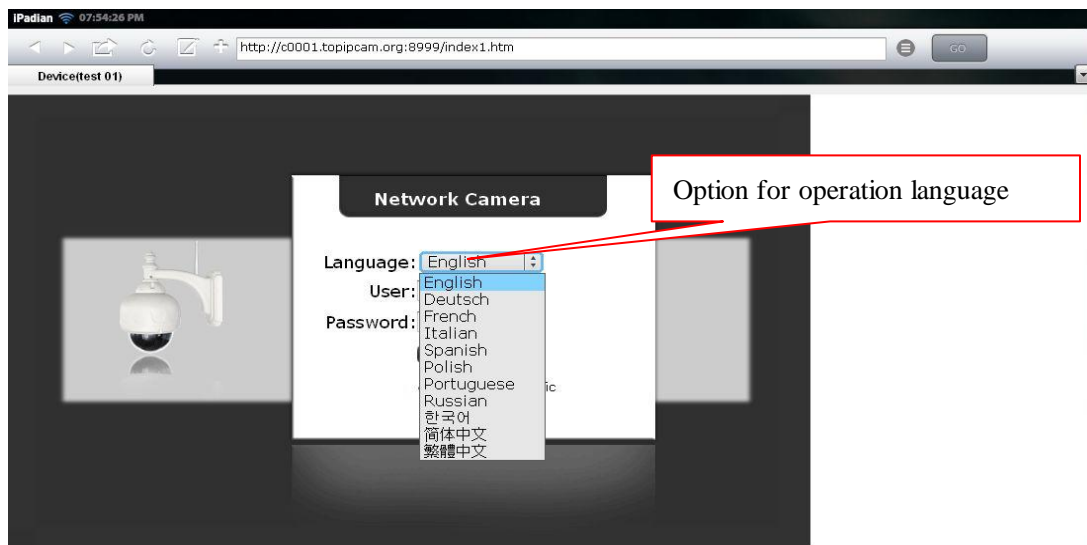 iPadian 07:54:26 PM
http://c0001.topipcam.org:8999/index1.htm
GO
Device(test 01)
Option for operation language
Network Camera
Language: English
English
User:
Deutsch
French
Password:
Italian
Spanish
Polish
Portuguese
ic
Russian
한국어
简体中文
繁體中文